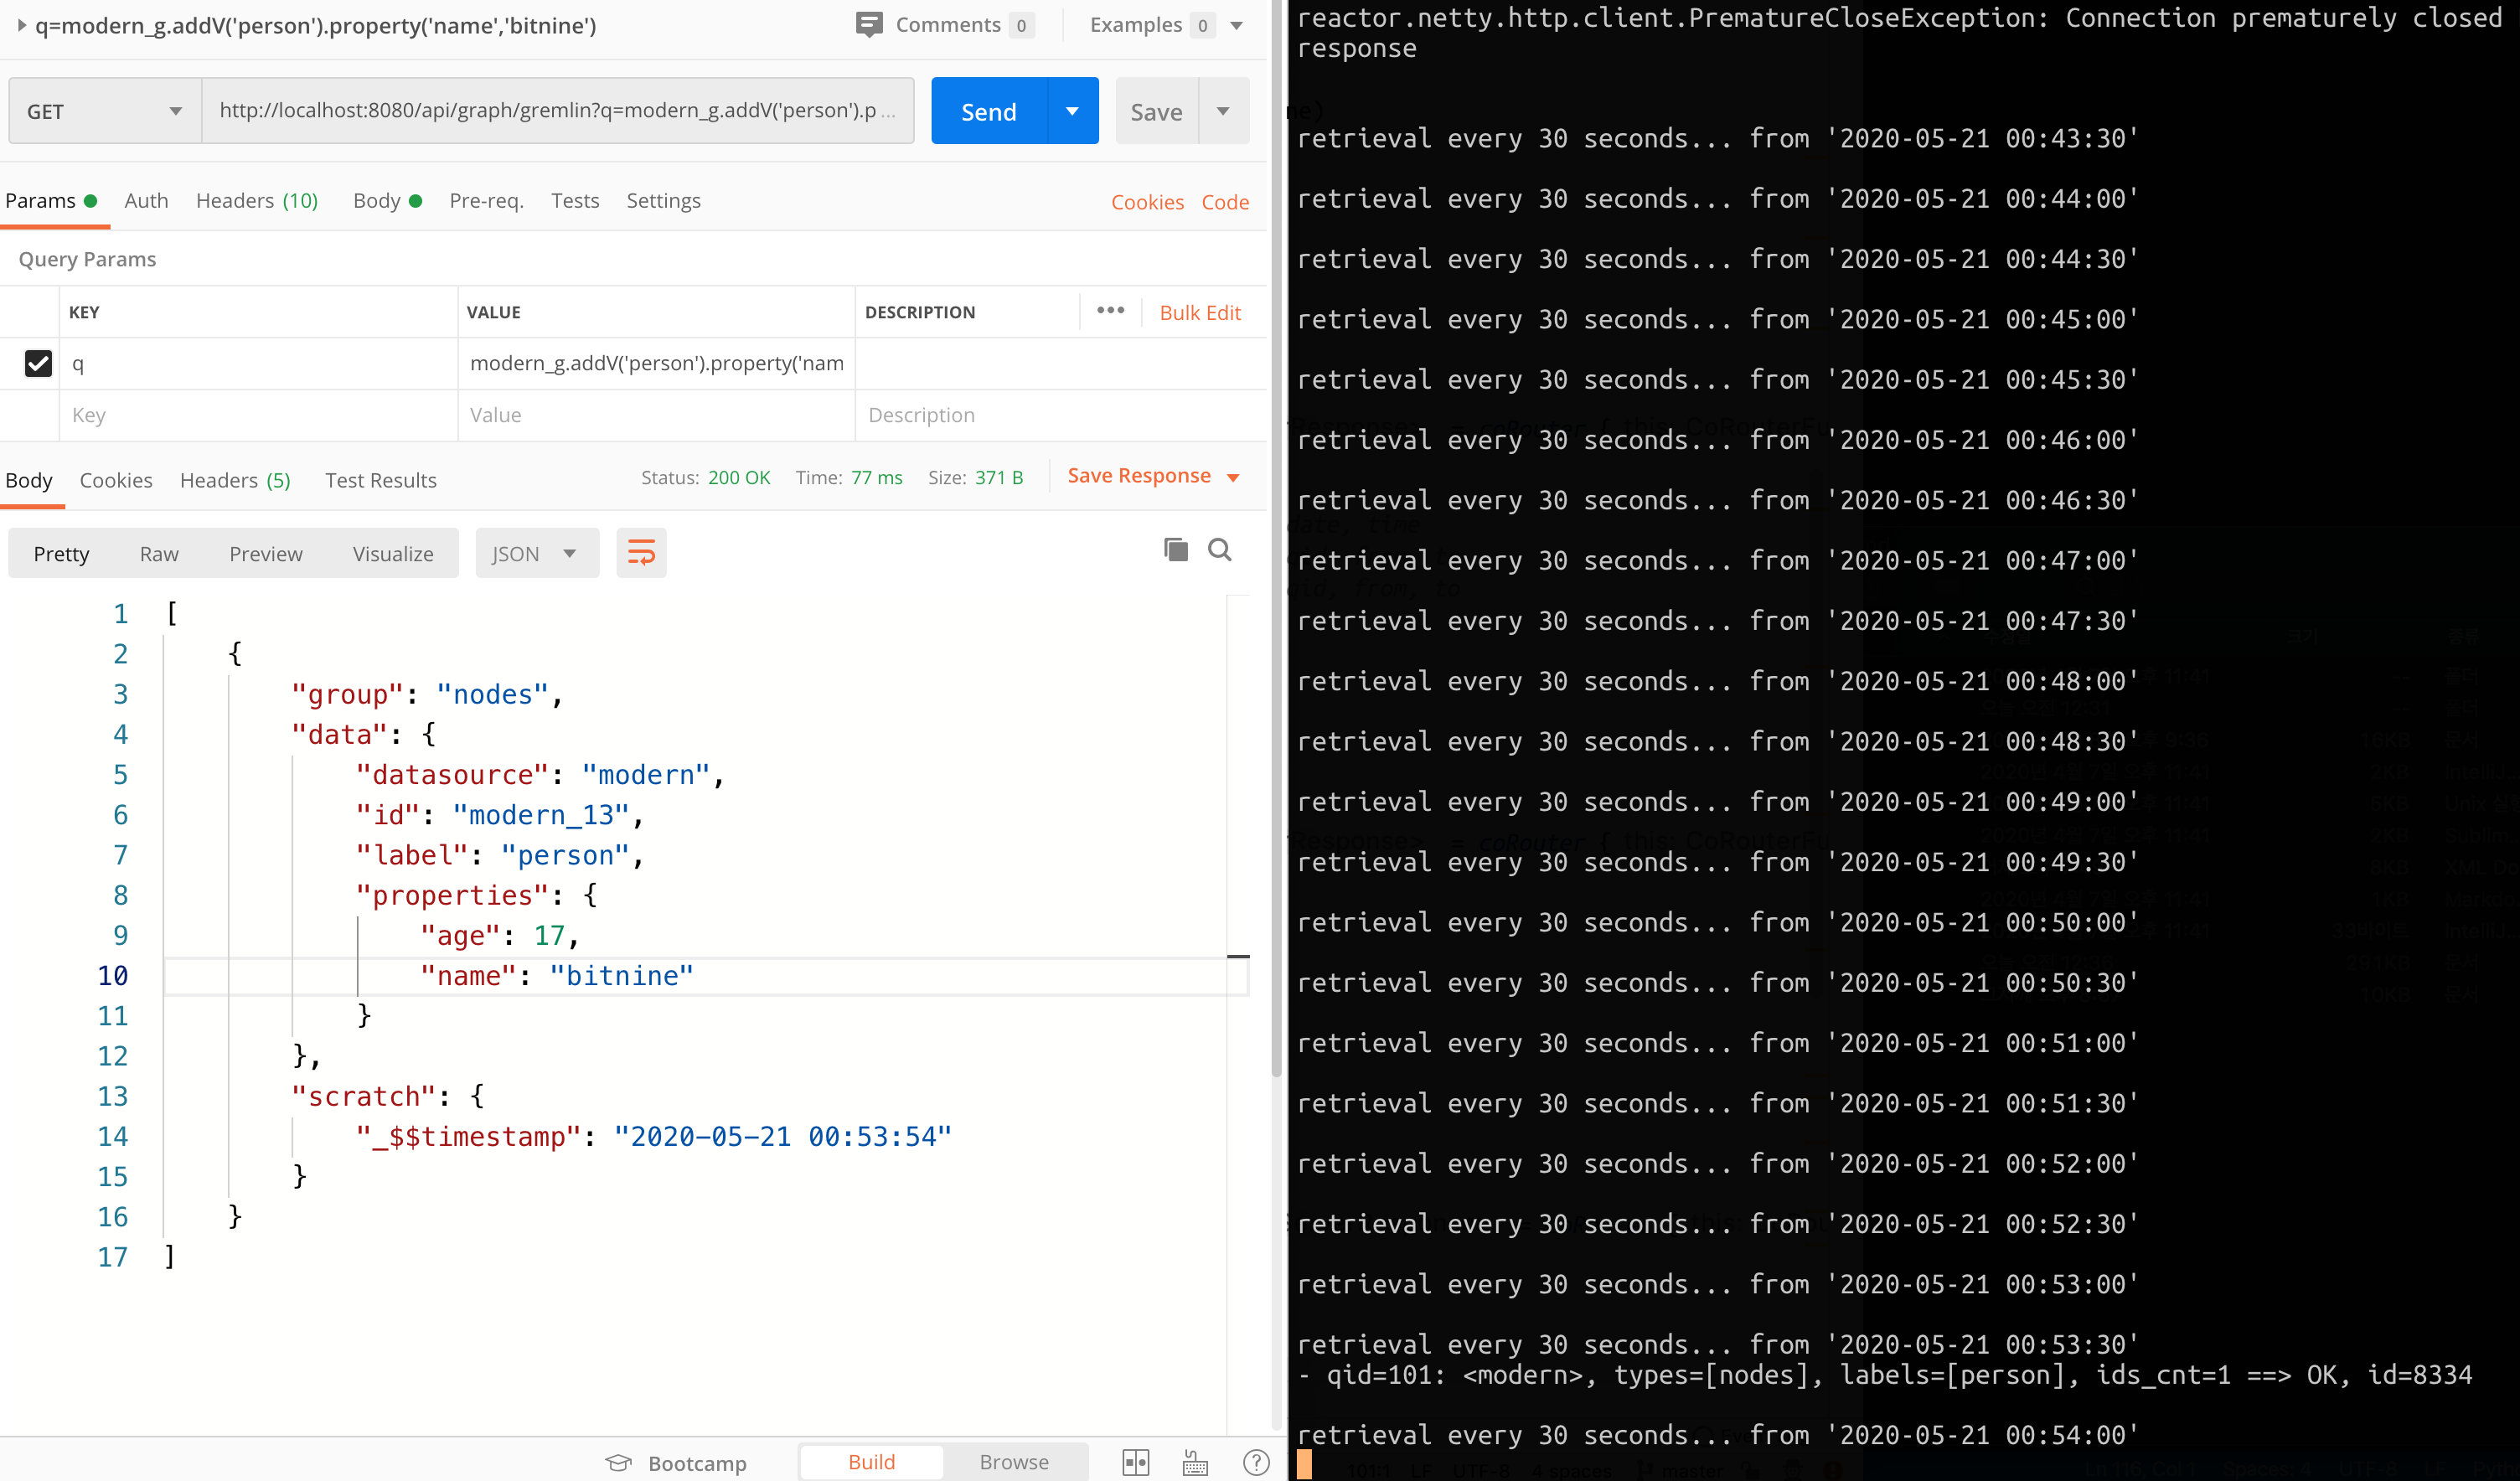 q=modern_g.addV('person').property('name','bitnine')
Comments 0
Examples 0
GET
http://localhost:8080/api/graph/gremlin?q=modern_g.addV('person').p ...
Send
Save
Params
Auth
Headers (10)
Body
Pre-req.
Tests
Settings
Cookies
Code
Query Params
KEY VALUE DESCRIPTION ••• Bulk Edit
q modern_g.addV('person').property('nam
Key Value Description
Body Cookies Headers (5) Test Results
Status: 200 OK Time: 77 ms Size: 371 B Save Response
Pretty Raw Preview Visualize JSON
1 [
2 {
3 "group": "nodes",
4 "data": {
5 "datasource": "modern",
6 "id": "modern_13",
7 "label": "person",
8 "properties": {
9 "age": 17,
10 "name": "bitnine"
11 }
12 },
13 "scratch": {
14 "_$$timestamp": "2020-05-21 00:53:54"
15 }
16 }
17 ]
Bootcamp Build Browse ?
reactor.netty.http.client.PrematureCloseException: Connection prematurely closed
response
retrieval every 30 seconds... from '2020-05-21 00:43:30'
retrieval every 30 seconds... from '2020-05-21 00:44:00'
retrieval every 30 seconds... from '2020-05-21 00:44:30'
retrieval every 30 seconds... from '2020-05-21 00:45:00'
retrieval every 30 seconds... from '2020-05-21 00:45:30'
retrieval every 30 seconds... from '2020-05-21 00:46:00'
retrieval every 30 seconds... from '2020-05-21 00:46:30'
retrieval every 30 seconds... from '2020-05-21 00:47:00'
retrieval every 30 seconds... from '2020-05-21 00:47:30'
retrieval every 30 seconds... from '2020-05-21 00:48:00'
retrieval every 30 seconds... from '2020-05-21 00:48:30'
retrieval every 30 seconds... from '2020-05-21 00:49:00'
retrieval every 30 seconds... from '2020-05-21 00:49:30'
retrieval every 30 seconds... from '2020-05-21 00:50:00'
retrieval every 30 seconds... from '2020-05-21 00:50:30'
retrieval every 30 seconds... from '2020-05-21 00:51:00'
retrieval every 30 seconds... from '2020-05-21 00:51:30'
retrieval every 30 seconds... from '2020-05-21 00:52:00'
retrieval every 30 seconds... from '2020-05-21 00:52:30'
retrieval every 30 seconds... from '2020-05-21 00:53:00'
retrieval every 30 seconds... from '2020-05-21 00:53:30'
- qid=101: <modern>, types=[nodes], labels=[person], ids_cnt=1 ==> OK, id=8334
retrieval every 30 seconds... from '2020-05-21 00:54:00'